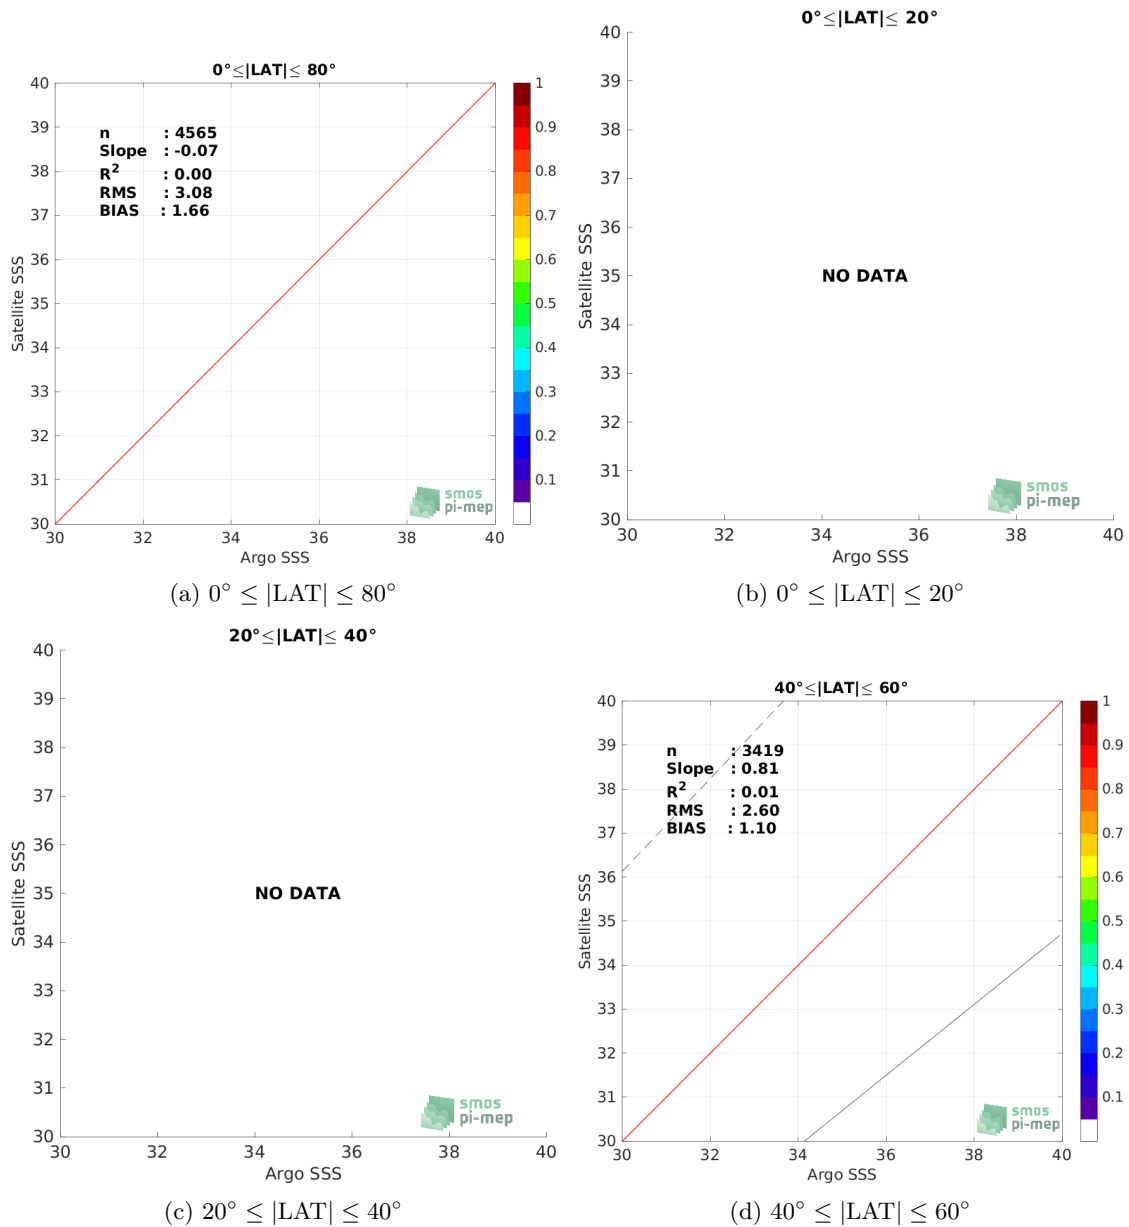 0°≤|LAT|≤ 80°
40
39
38
37
36
35
34
33
32
31
30
Satellite SSS
n : 4565
Slope : -0.07
R² : 0.00
RMS : 3.08
BIAS : 1.66
smos
pi-mep
30 32 34 36 38 40
Argo SSS
1
0.9
0.8
0.7
0.6
0.5
0.4
0.3
0.2
0.1
(a) 0° ≤ |LAT| ≤ 80°
0°≤|LAT|≤ 20°
40
39
38
37
36
35
34
33
32
31
30
Satellite SSS
NO DATA
smos
pi-mep
30 32 34 36 38 40
Argo SSS
(b) 0° ≤ |LAT| ≤ 20°
20°≤|LAT|≤ 40°
40
39
38
37
36
35
34
33
32
31
30
Satellite SSS
NO DATA
smos
pi-mep
30 32 34 36 38 40
Argo SSS
(c) 20° ≤ |LAT| ≤ 40°
40°≤|LAT|≤ 60°
40
39
38
37
36
35
34
33
32
31
30
Satellite SSS
n : 3419
Slope : 0.81
R² : 0.01
RMS : 2.60
BIAS : 1.10
smos
pi-mep
30 32 34 36 38 40
Argo SSS
1
0.9
0.8
0.7
0.6
0.5
0.4
0.3
0.2
0.1
(d) 40° ≤ |LAT| ≤ 60°